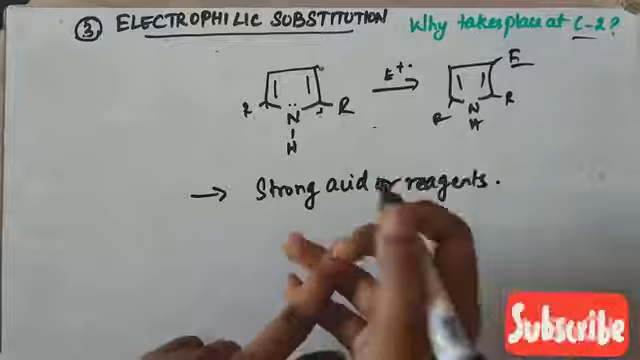 ③ ELECTROPHILIC SUBSTITUTION Why takes place at C-2?
E+.
E
R N R
H
R N R
H
→ Strong acid or reagents.
Subscribe